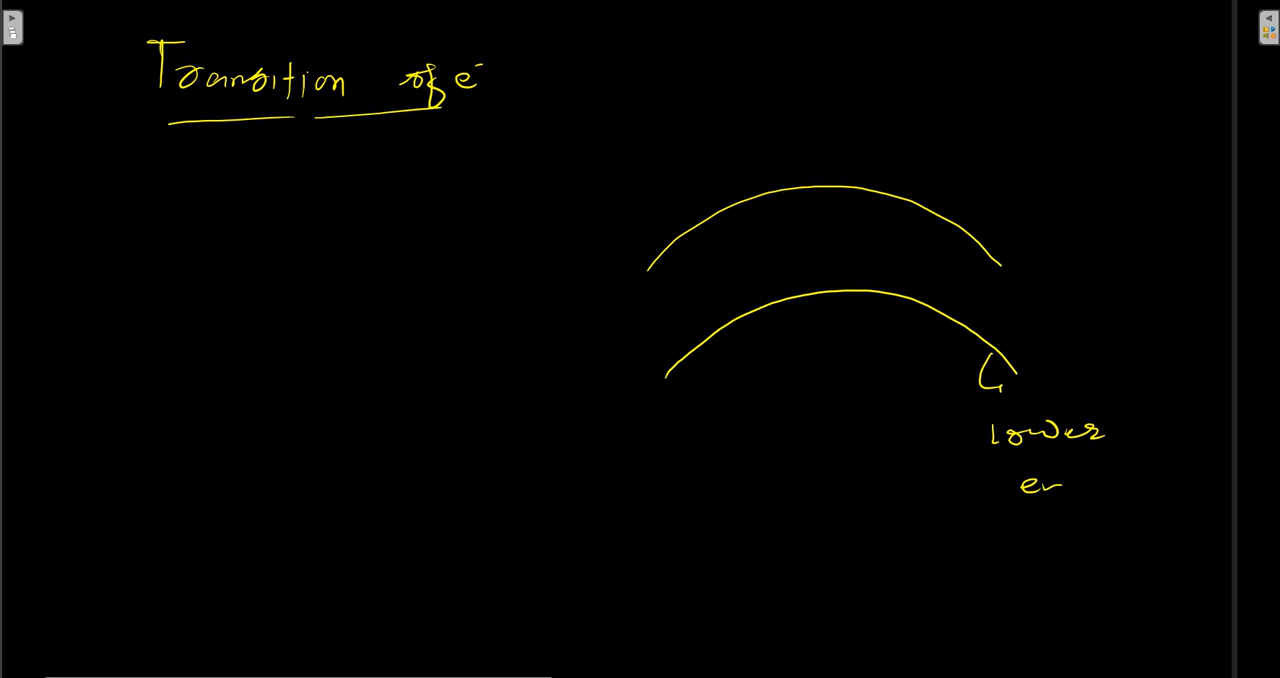 Transition of e⁻
lower
en